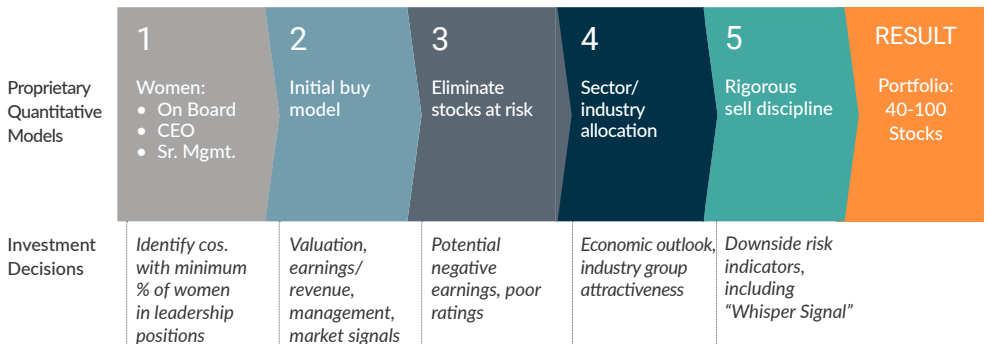 Proprietary
Quantitative
Models
1
Women:
• On Board
• CEO
• Sr. Mgmt.
2
Initial buy
model
3
Eliminate
stocks at risk
4
Sector/
industry
allocation
5
Rigorous
sell discipline
RESULT
Portfolio:
40-100
Stocks
Investment
Decisions
Identify cos.
with minimum
% of women
in leadership
positions
Valuation,
earnings/
revenue,
management,
market signals
Potential
negative
earnings, poor
ratings
Economic outlook,
industry group
attractiveness
Downside risk
indicators,
including
“Whisper Signal”